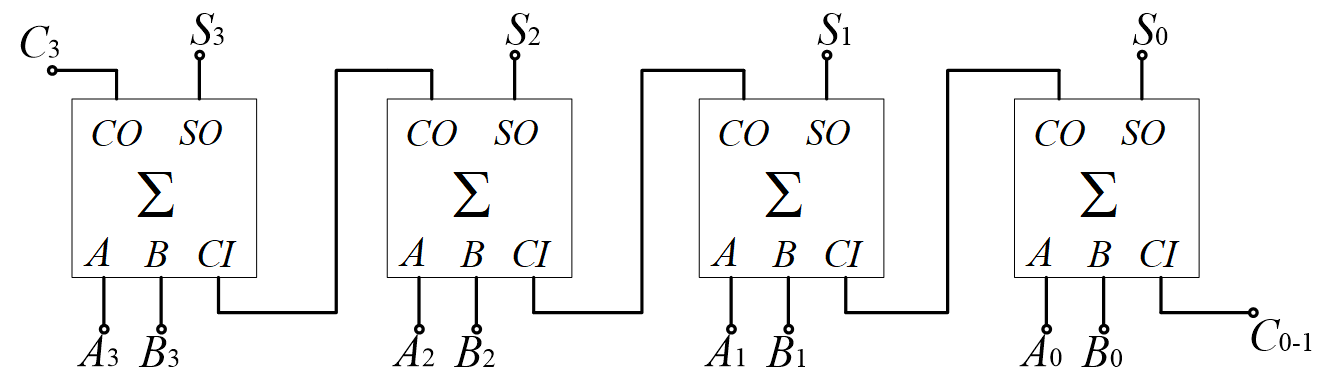 C3 S3 S2 S1 S0
CO SO CO SO CO SO CO SO
Σ Σ Σ Σ
A B CI A B CI A B CI A B CI
A3 B3 A2 B2 A1 B1 A0 B0 C0-1